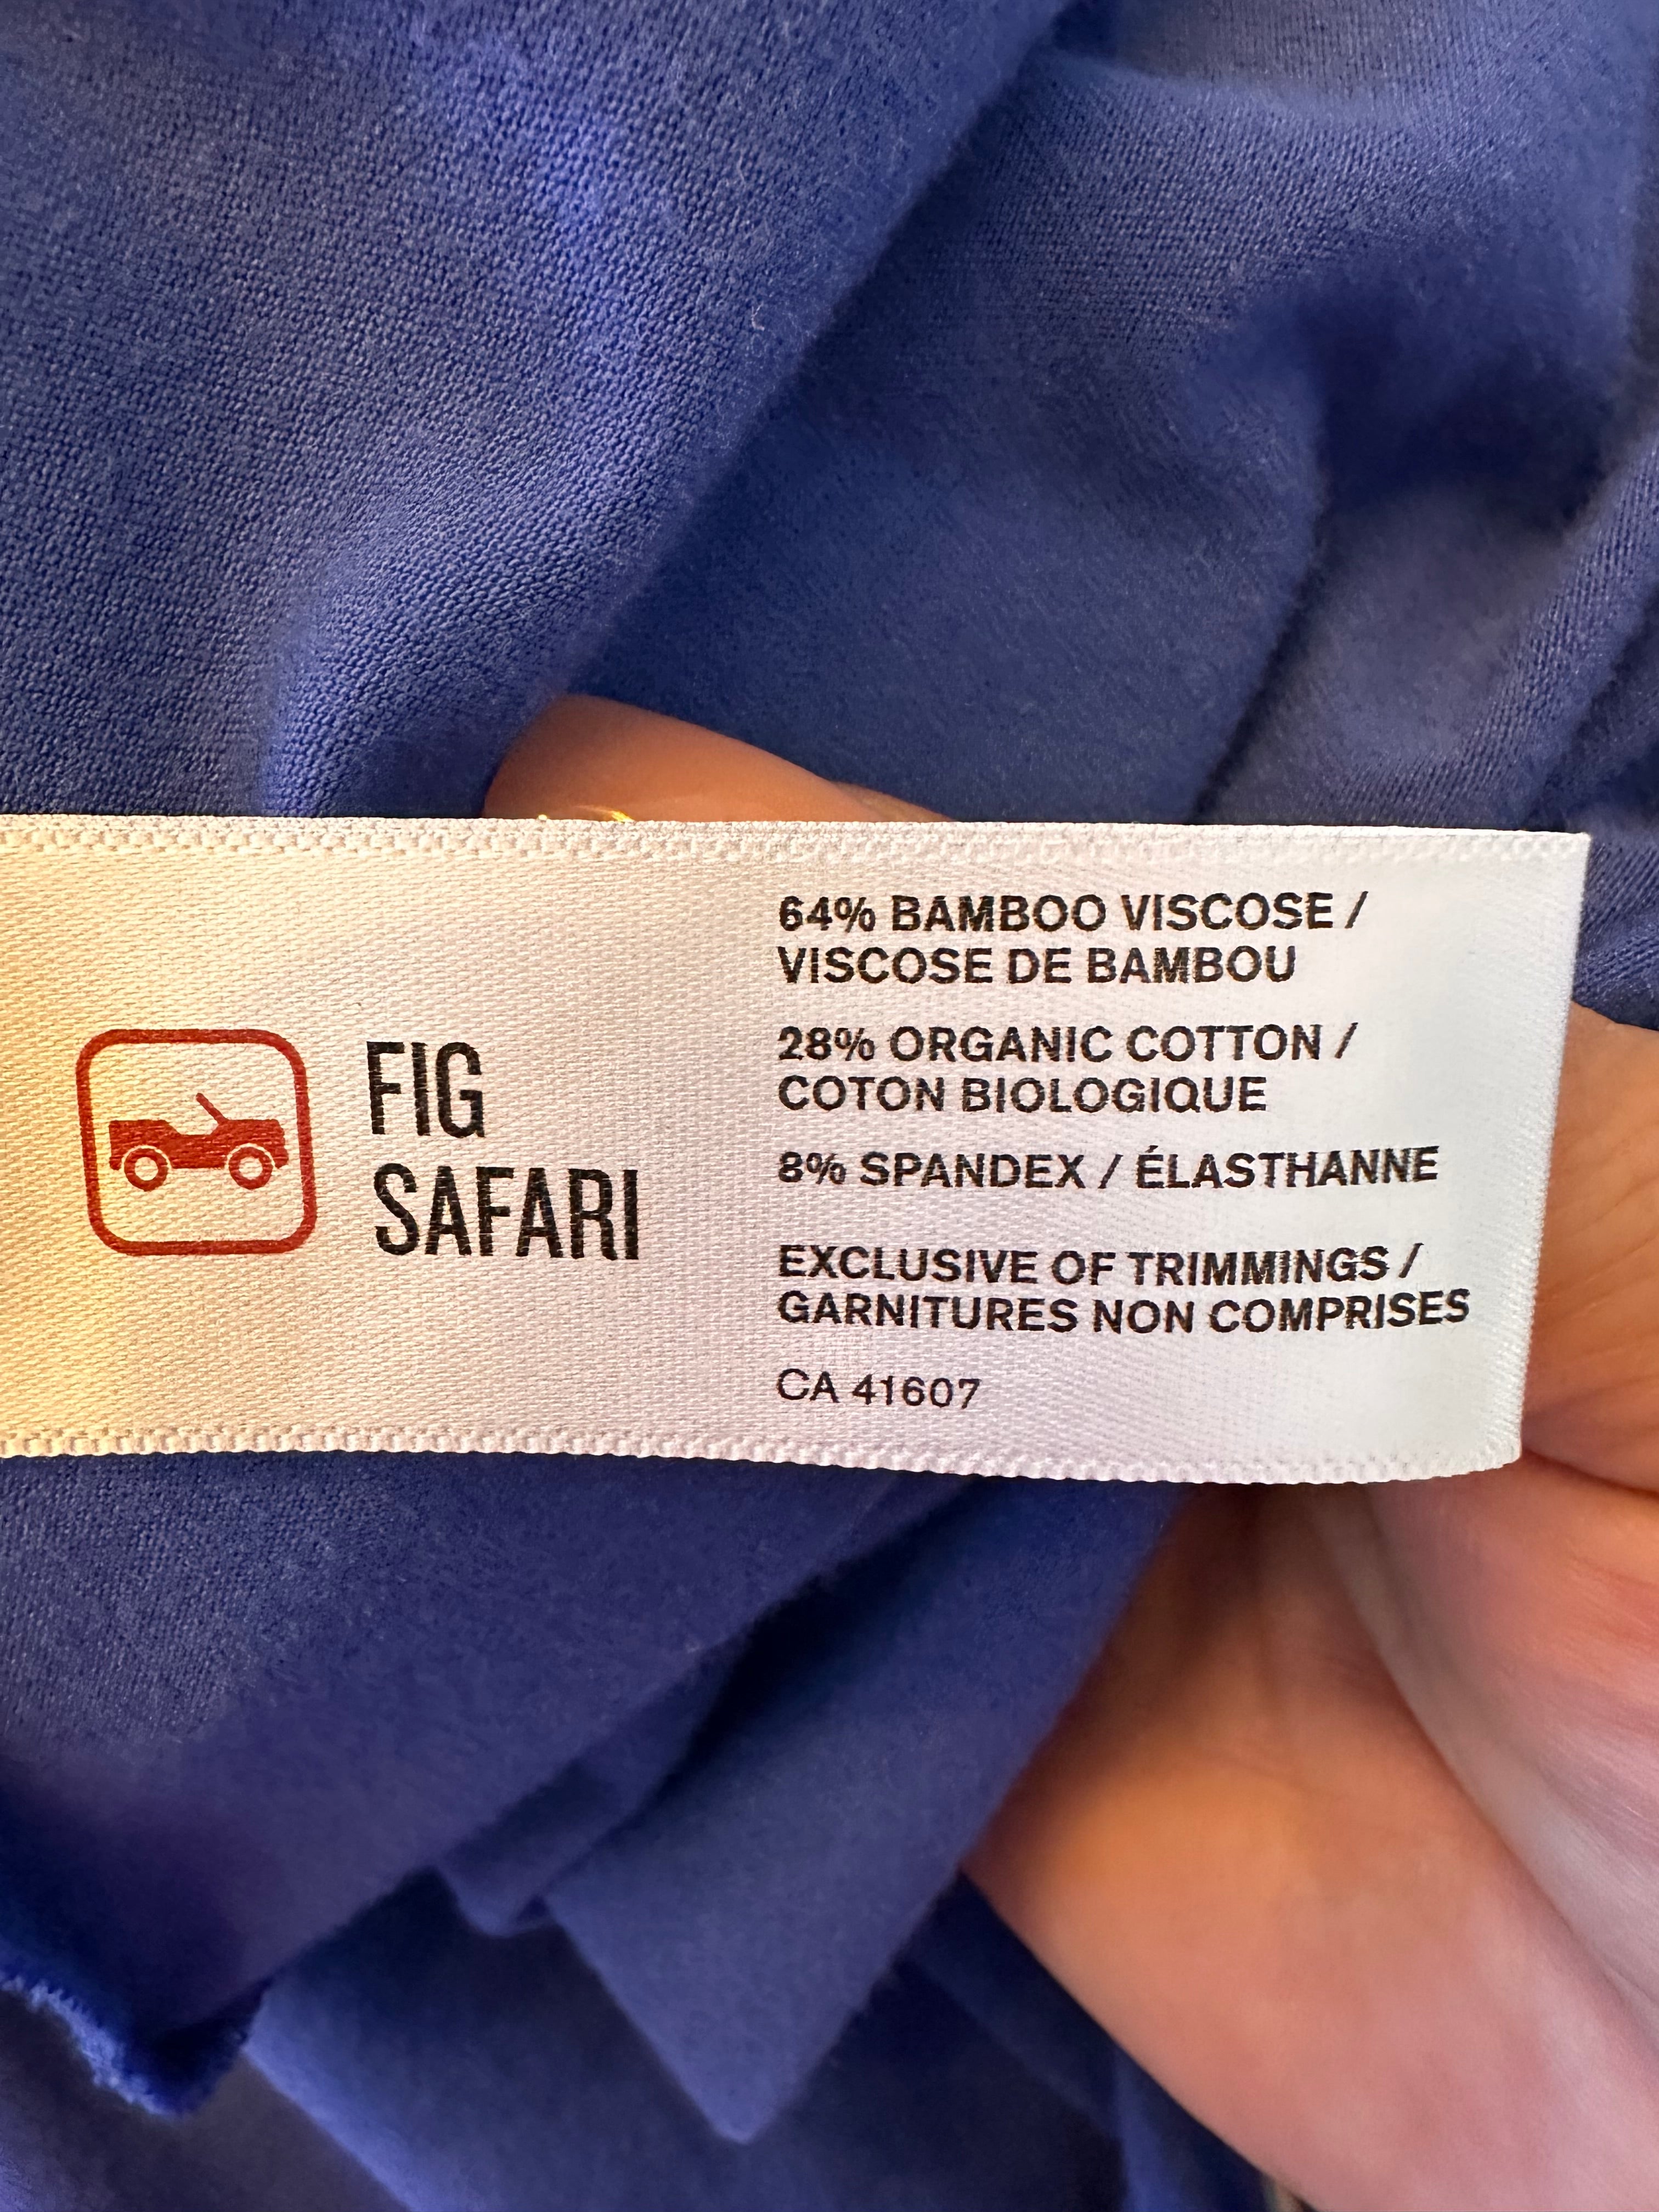 FIG
SAFARI
64% BAMBOO VISCOSE /
VISCOSE DE BAMBOU
28% ORGANIC COTTON /
COTON BIOLOGIQUE
8% SPANDEX / ÉLASTHANNE
EXCLUSIVE OF TRIMMINGS /
GARNITURES NON COMPRISES
CA 41607